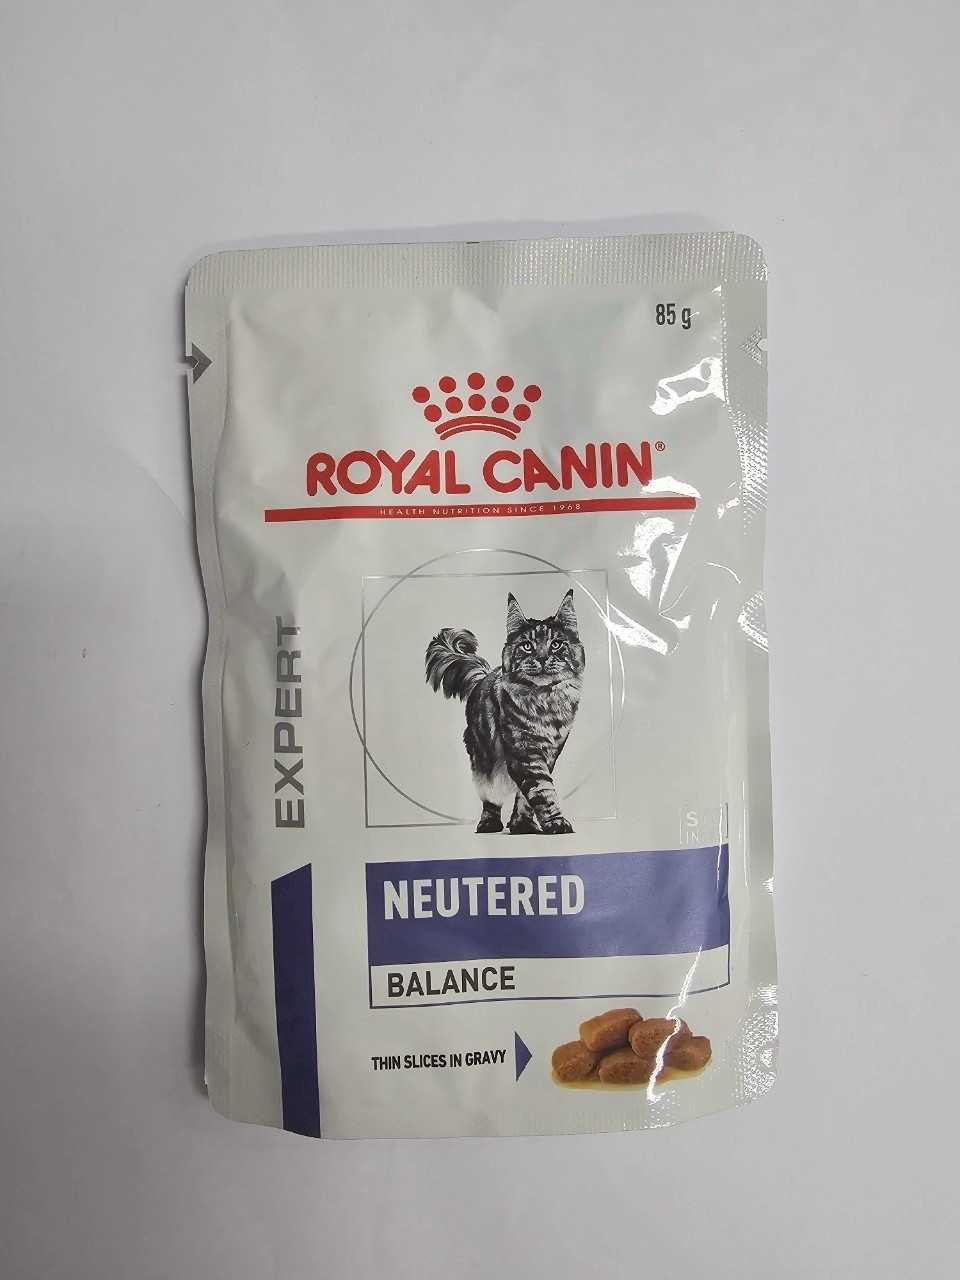 85 g
ROYAL CANIN®
HEALTH NUTRITION SINCE 1968
EXPERT
NEUTERED
BALANCE
THIN SLICES IN GRAVY